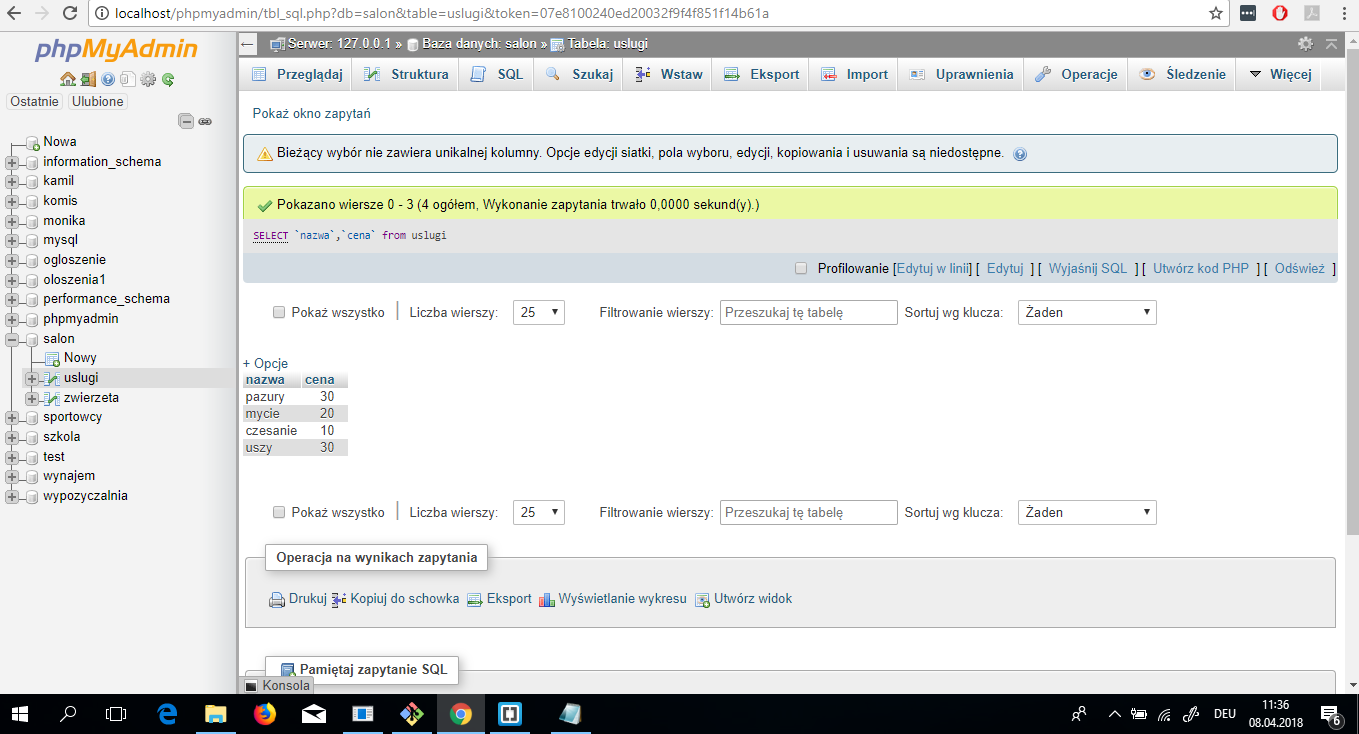 localhost/phpmyadmin/tbl_sql.php?db=salon&table=uslugi&token=07e8100240ed20032f9f4f851f14b61a
phpMyAdmin
Ostatnie Ulubione
Nowa
information_schema
kamil
komis
monika
mysql
ogloszenie
oloszenia1
performance_schema
phpmyadmin
salon
Nowy
uslugi
zwierzeta
sportowcy
szkola
test
wynajem
wypozyczalnia
Serwer: 127.0.0.1 » Baza danych: salon » Tabela: uslugi
Przeglądaj Struktura SQL Szukaj Wstaw Eksport Import Uprawnienia Operacje Śledzenie Więcej
Pokaż okno zapytań
Bieżący wybór nie zawiera unikalnej kolumny. Opcje edycji siatki, pola wyboru, edycji, kopiowania i usuwania są niedostępne.
Pokazano wiersze 0 - 3 (4 ogółem, Wykonanie zapytania trwało 0,0000 sekund(y).)
SELECT `nazwa`,`cena` from uslugi
Profilowanie [Edytuj w linii] [ Edytuj ] [ Wyjaśnij SQL ] [ Utwórz kod PHP ] [ Odśwież ]
Pokaż wszystko | Liczba wierszy: 25 Filtrowanie wierszy: Przeszukaj tę tabelę Sortuj wg klucza: Żaden
+ Opcje
nazwa cena
pazury 30
mycie 20
czesanie 10
uszy 30
Pokaż wszystko | Liczba wierszy: 25 Filtrowanie wierszy: Przeszukaj tę tabelę Sortuj wg klucza: Żaden
Operacja na wynikach zapytania
Drukuj Kopiuj do schowka Eksport Wyświetlanie wykresu Utwórz widok
Pamiętaj zapytanie SQL
Konsola
DEU
11:36
08.04.2018
6